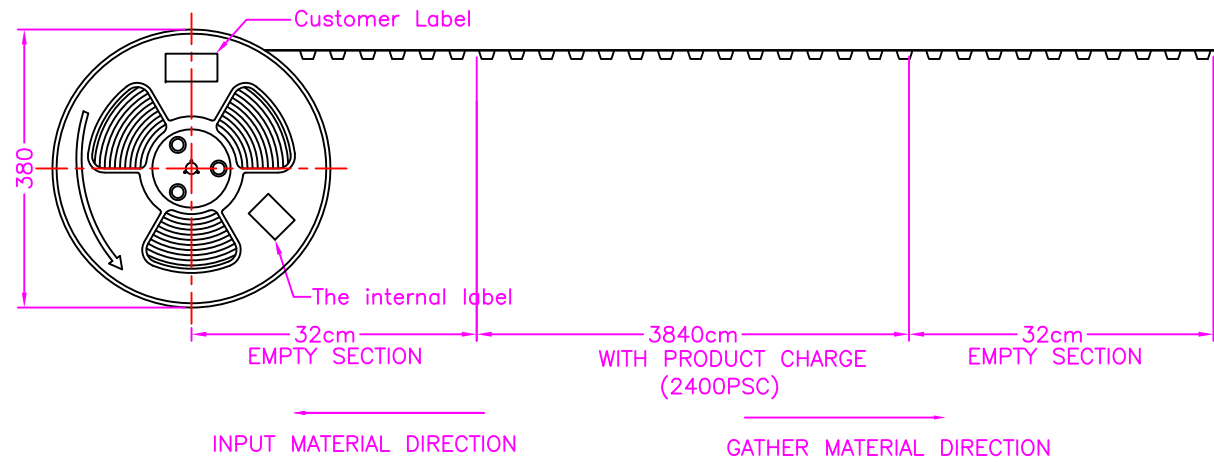 Customer Label
380
The internal label
32cm
EMPTY SECTION
3840cm
WITH PRODUCT CHARGE
(2400PSC)
32cm
EMPTY SECTION
INPUT MATERIAL DIRECTION
GATHER MATERIAL DIRECTION